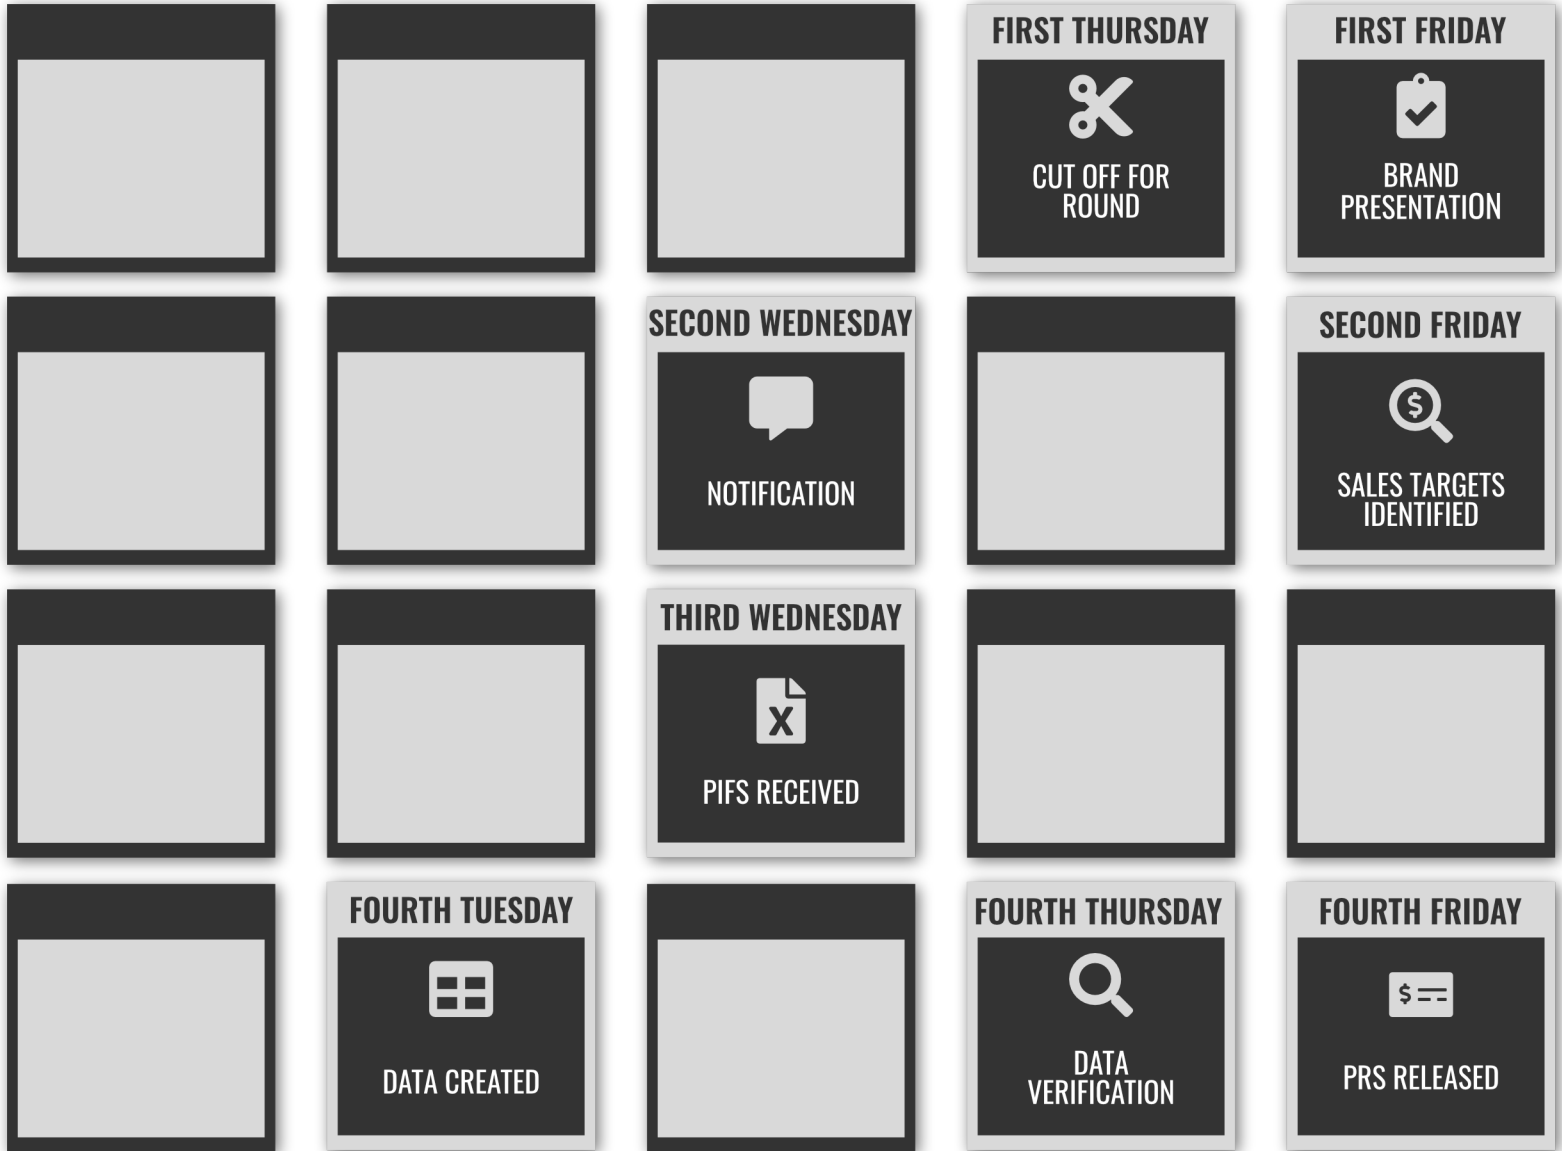 FIRST THURSDAY
CUT OFF FOR
ROUND
FIRST FRIDAY
BRAND
PRESENTATION
SECOND WEDNESDAY
NOTIFICATION
SECOND FRIDAY
$
SALES TARGETS
IDENTIFIED
THIRD WEDNESDAY
X
PIFS RECEIVED
FOURTH TUESDAY
DATA CREATED
FOURTH THURSDAY
DATA
VERIFICATION
FOURTH FRIDAY
$
PRS RELEASED